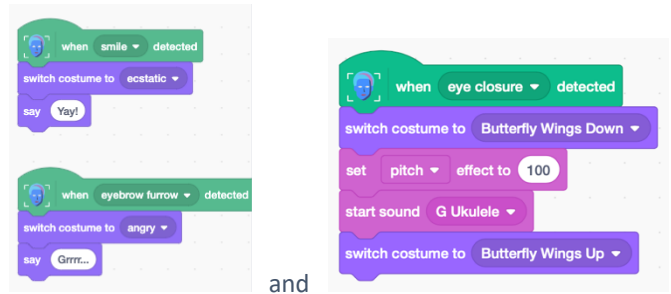 when smile detected
switch costume to ecstatic
say Yay!
when eyebrow furrow detected
switch costume to angry
say Grrrr...
and
when eye closure detected
switch costume to Butterfly Wings Down
set pitch effect to 100
start sound G Ukulele
switch costume to Butterfly Wings Up